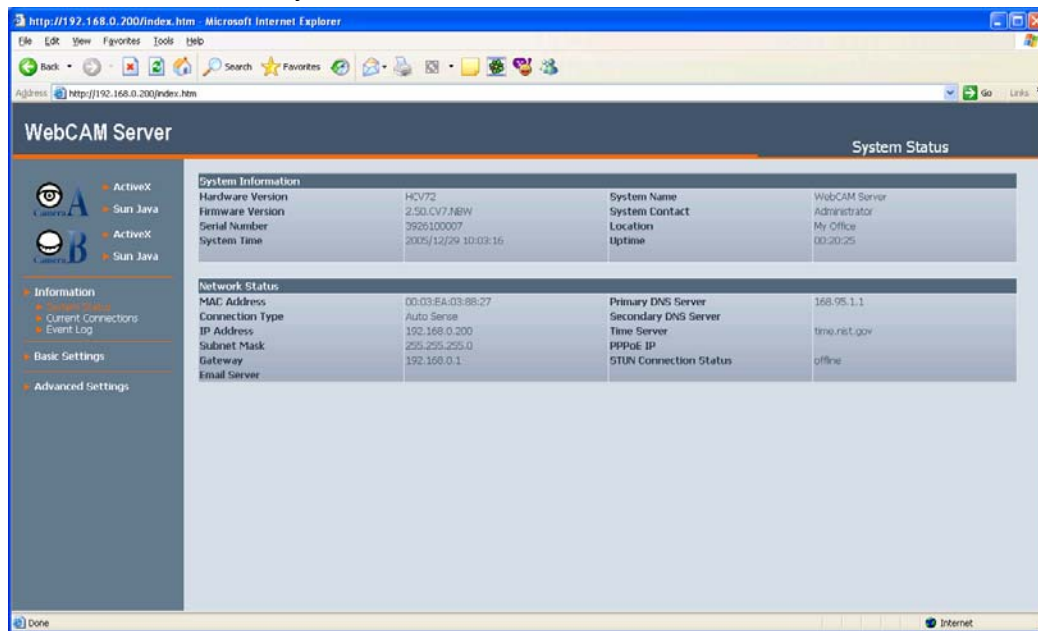 http://192.168.0.200/index.htm - Microsoft Internet Explorer
File Edit View Favorites Tools Help
Back Search Favorites
Address http://192.168.0.200/index.htm Go Links
WebCAM Server
System Status
Camera A
ActiveX
Sun Java
Camera B
ActiveX
Sun Java
Information
System Status
Current Connections
Event Log
Basic Settings
Advanced Settings
System Information
Hardware Version HCV72 System Name WebCAM Server
Firmware Version 2.50.CV7.NBW System Contact Administrator
Serial Number 3926100007 Location My Office
System Time 2005/12/29 10:03:16 Uptime 00:20:25
Network Status
MAC Address 00:03:EA:03:88:27 Primary DNS Server 168.95.1.1
Connection Type Auto Sense Secondary DNS Server
IP Address 192.168.0.200 Time Server time.nist.gov
Subnet Mask 255.255.255.0 PPPoE IP
Gateway 192.168.0.1 STUN Connection Status offline
Email Server
Done Internet